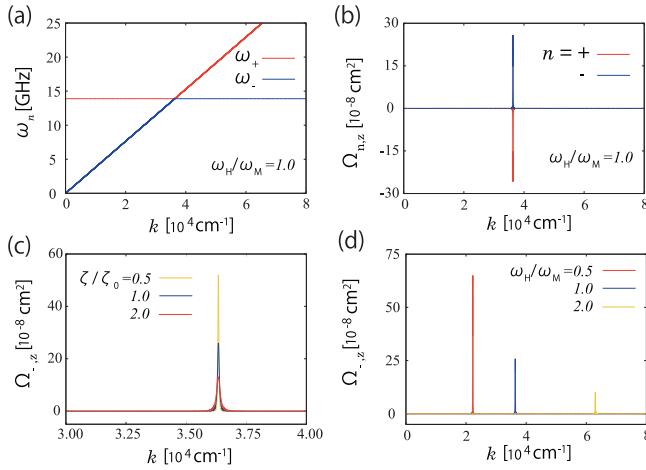 (a)
25
20
15
10
5
0
ω_n [GHz]
ω_+
ω_-
ω_H/ω_M=1.0
0 2 4 6 8
k [10^4 cm^-1]
(b)
30
15
0
-15
-30
Ω_n,z [10^-8 cm^2]
n = +
-
ω_H/ω_M=1.0
0 2 4 6 8
k [10^4 cm^-1]
(c)
60
40
20
0
Ω_-,z [10^-8 cm^2]
ζ/ζ_0=0.5
1.0
2.0
3.00 3.25 3.50 3.75 4.00
k [10^4 cm^-1]
(d)
75
50
25
0
Ω_-,z [10^-8 cm^2]
ω_H/ω_M=0.5
1.0
2.0
0 2 4 6 8
k [10^4 cm^-1]